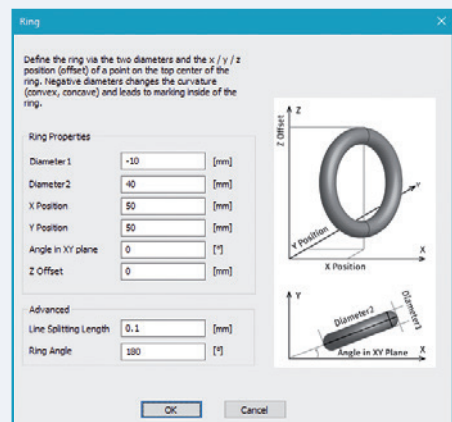 Ring
Define the ring via the two diameters and the x / y / z
position (offset) of a point on the top center of the
ring. Negative diameters changes the curvature
(convex, concave) and leads to marking inside of the
ring.
Ring Properties
Diameter1 -10 [mm]
Diameter2 40 [mm]
X Position 50 [mm]
Y Position 50 [mm]
Angle in XY plane 0 [°]
Z Offset 0 [mm]
Advanced
Line Splitting Length 0.1 [mm]
Ring Angle 180 [°]
Z
Z Offset
Y
Y Position
X
X Position
Y
Diameter2
Diameter1
Angle in XY Plane
X
OK Cancel